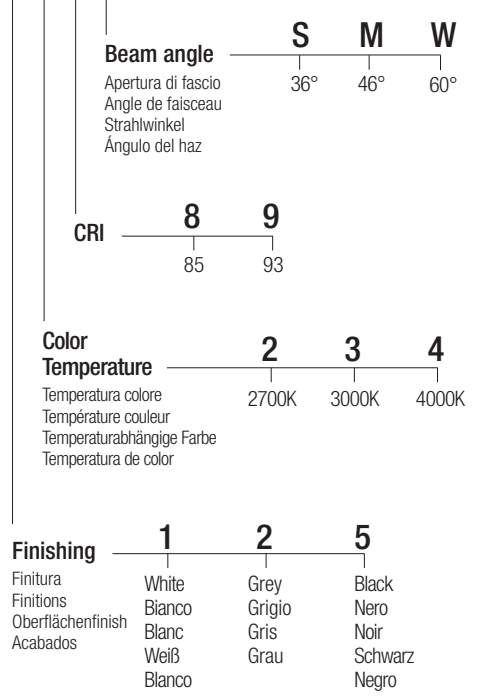 S M W
Beam angle
36° 46° 60°
Apertura di fascio
Angle de faisceau
Strahlwinkel
Ángulo del haz
8 9
CRI
85 93
Color
Temperature
2 3 4
2700K 3000K 4000K
Temperatura colore
Température couleur
Temperaturabhängige Farbe
Temperatura de color
1 2 5
Finishing
Finitura
Finitions
Oberflächenfinish
Acabados
White Grey Black
Bianco Grigio Nero
Blanc Gris Noir
Weiß Grau Schwarz
Blanco Negro